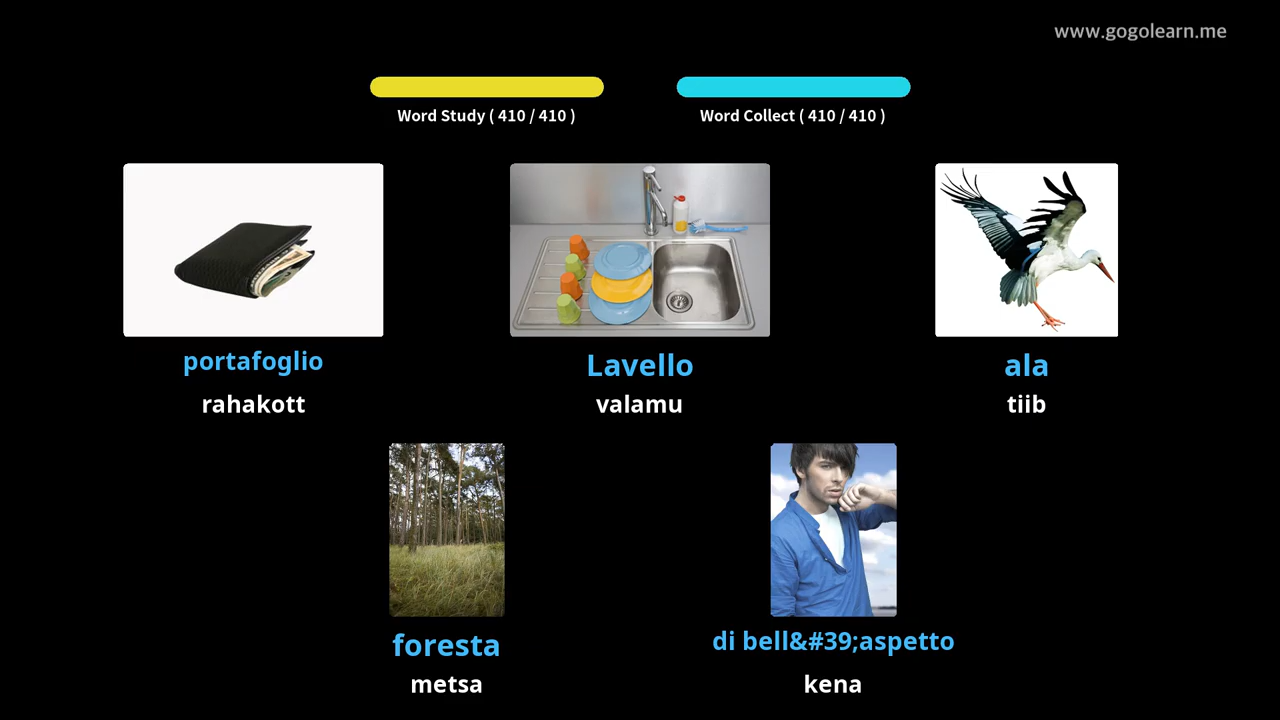 www.gogolearn.me
Word Study ( 410 / 410 )
Word Collect ( 410 / 410 )
portafoglio
rahakott
Lavello
valamu
ala
tiib
foresta
metsa
di bell&#39;aspetto
kena